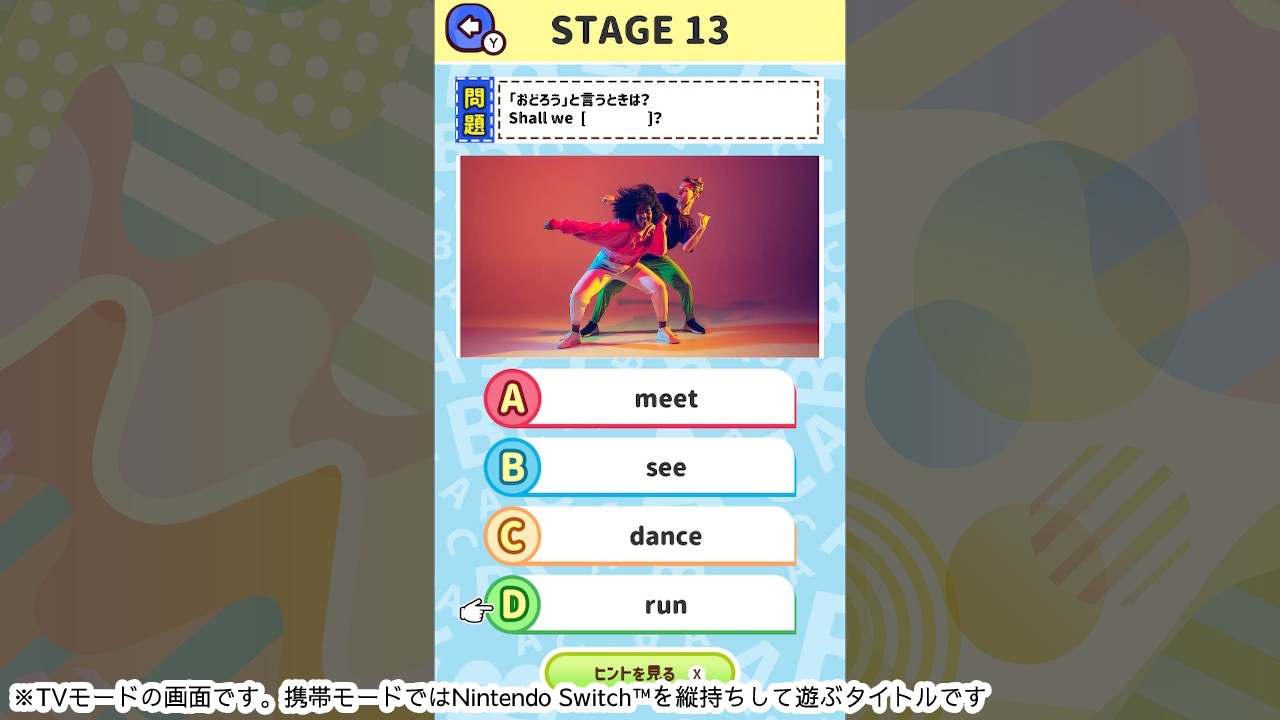 Y
STAGE 13
問題
「おどろう」と言うときは?
Shall we [ ]?
A meet
B see
C dance
D run
ヒントを見る X
※TVモードの画面です。携帯モードではNintendo Switch™を縦持ちして遊ぶタイトルです